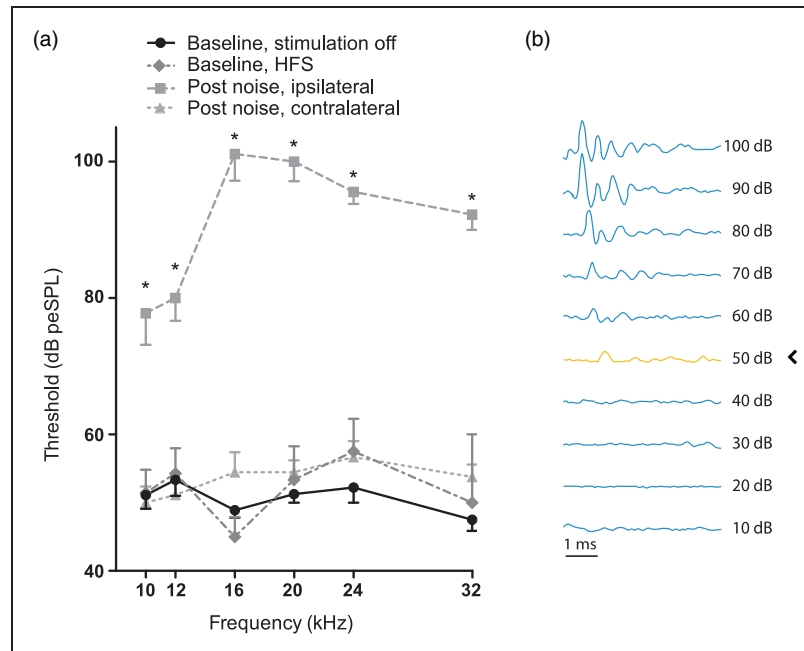 (a)
Baseline, stimulation off
Baseline, HFS
Post noise, ipsilateral
Post noise, contralateral
100
80
60
40
Threshold (dB peSPL)
*
*
*
*
*
*
10
12
16
20
24
32
Frequency (kHz)
(b)
100 dB
90 dB
80 dB
70 dB
60 dB
50 dB
40 dB
30 dB
20 dB
10 dB
1 ms